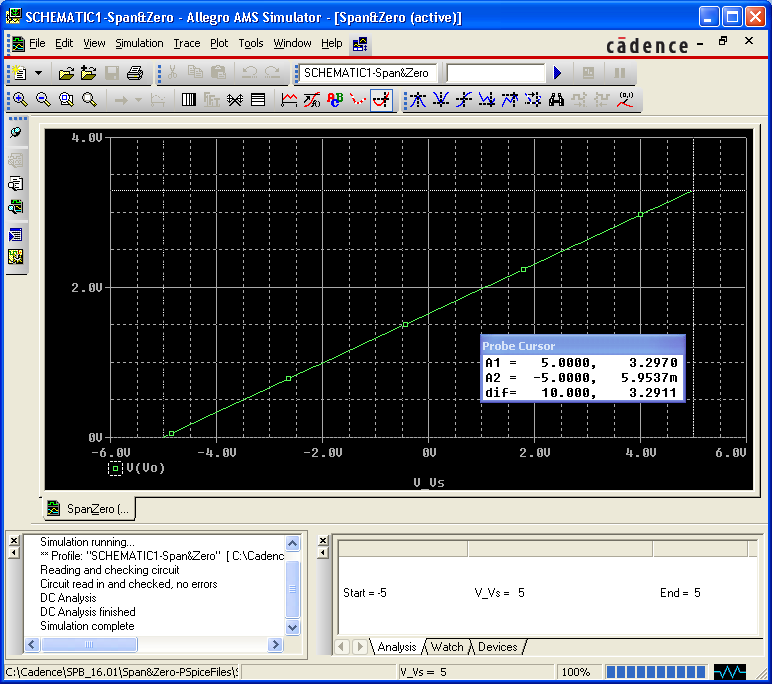 SCHEMATIC1-Span&Zero - Allegro AMS Simulator - [Span&Zero (active)]
File Edit View Simulation Trace Plot Tools Window Help
cādence
SCHEMATIC1-Span&Zero
4.0V
2.0V
0V
-6.0V -4.0V -2.0V 0V 2.0V 4.0V 6.0V
V(Vo)
V_Vs
Probe Cursor
A1 = 5.0000, 3.2970
A2 = -5.0000, 5.9537m
dif= 10.000, 3.2911
SpanZero (...
Simulation running...
** Profile: "SCHEMATIC1-Span&Zero" [ C:\Cadenc
Reading and checking circuit
Circuit read in and checked, no errors
DC Analysis
DC Analysis finished
Simulation complete
Start = -5 V_Vs = 5 End = 5
Analysis Watch Devices
C:\Cadence\SPB_16.01\Span&Zero-PSpiceFiles\S V_Vs = 5 100%